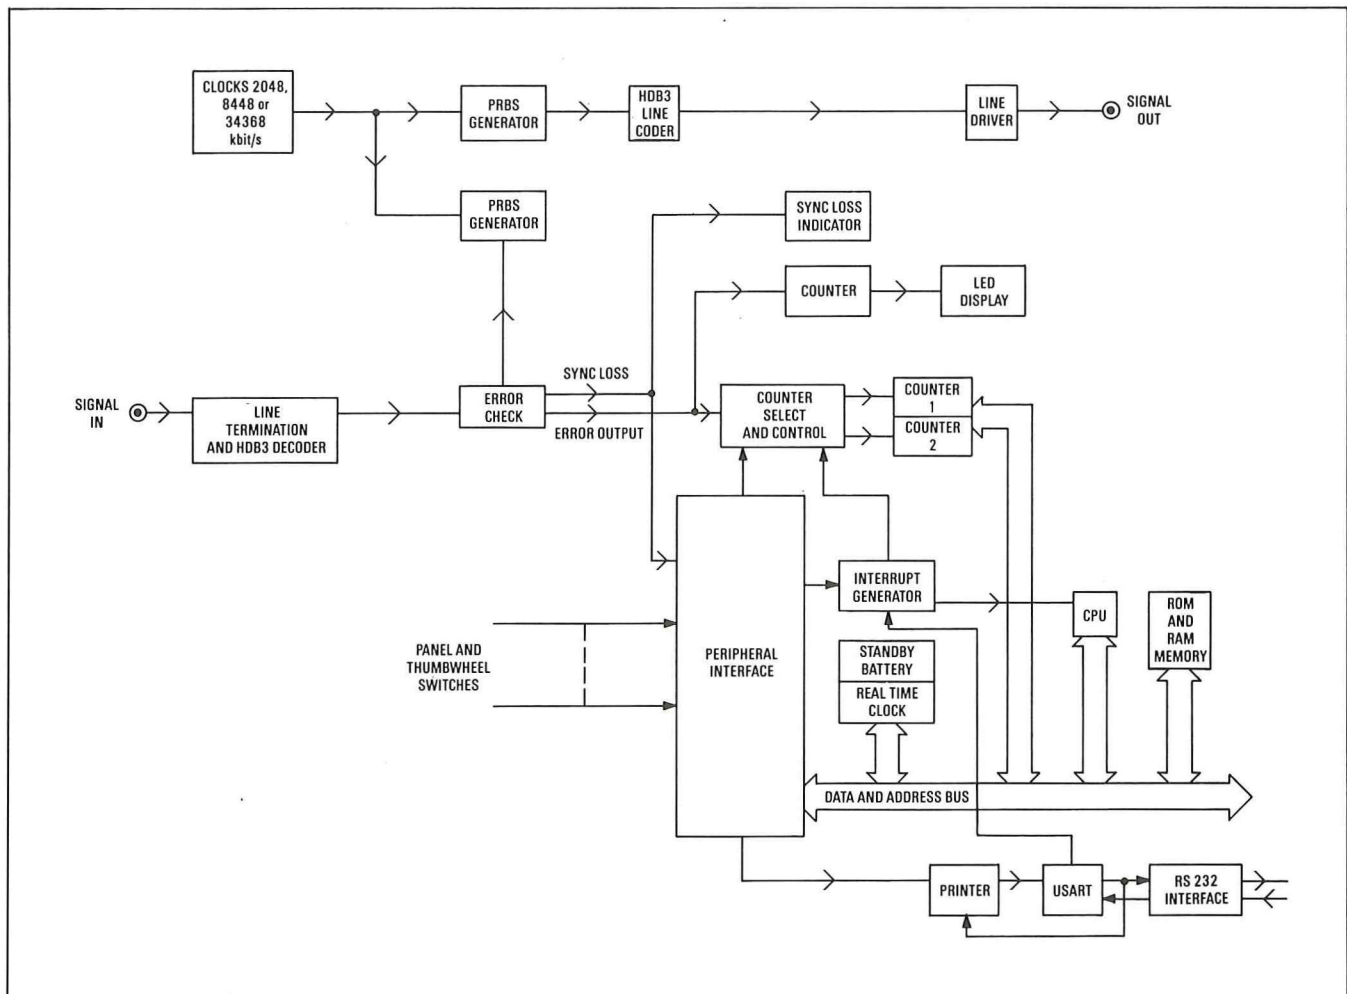 CLOCKS 2048,
8448 or
34368
kbit/s
PRBS
GENERATOR
HDB3
LINE
CODER
LINE
DRIVER
SIGNAL
OUT
PRBS
GENERATOR
SYNC LOSS
INDICATOR
COUNTER
LED
DISPLAY
SIGNAL
IN
LINE
TERMINATION
AND HDB3 DECODER
ERROR
CHECK
SYNC LOSS
ERROR OUTPUT
COUNTER
SELECT
AND CONTROL
COUNTER
1
COUNTER
2
PANEL AND
THUMBWHEEL
SWITCHES
PERIPHERAL
INTERFACE
INTERRUPT
GENERATOR
STANDBY
BATTERY
REAL TIME
CLOCK
CPU
ROM
AND
RAM
MEMORY
DATA AND ADDRESS BUS
PRINTER
USART
RS 232
INTERFACE